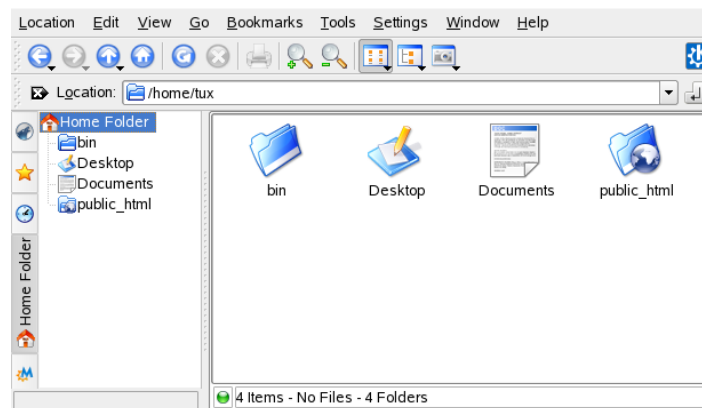 Location Edit View Go Bookmarks Tools Settings Window Help
Location: /home/tux
Home Folder
bin
Desktop
Documents
public_html
Home Folder
bin Desktop Documents public_html
4 Items - No Files - 4 Folders